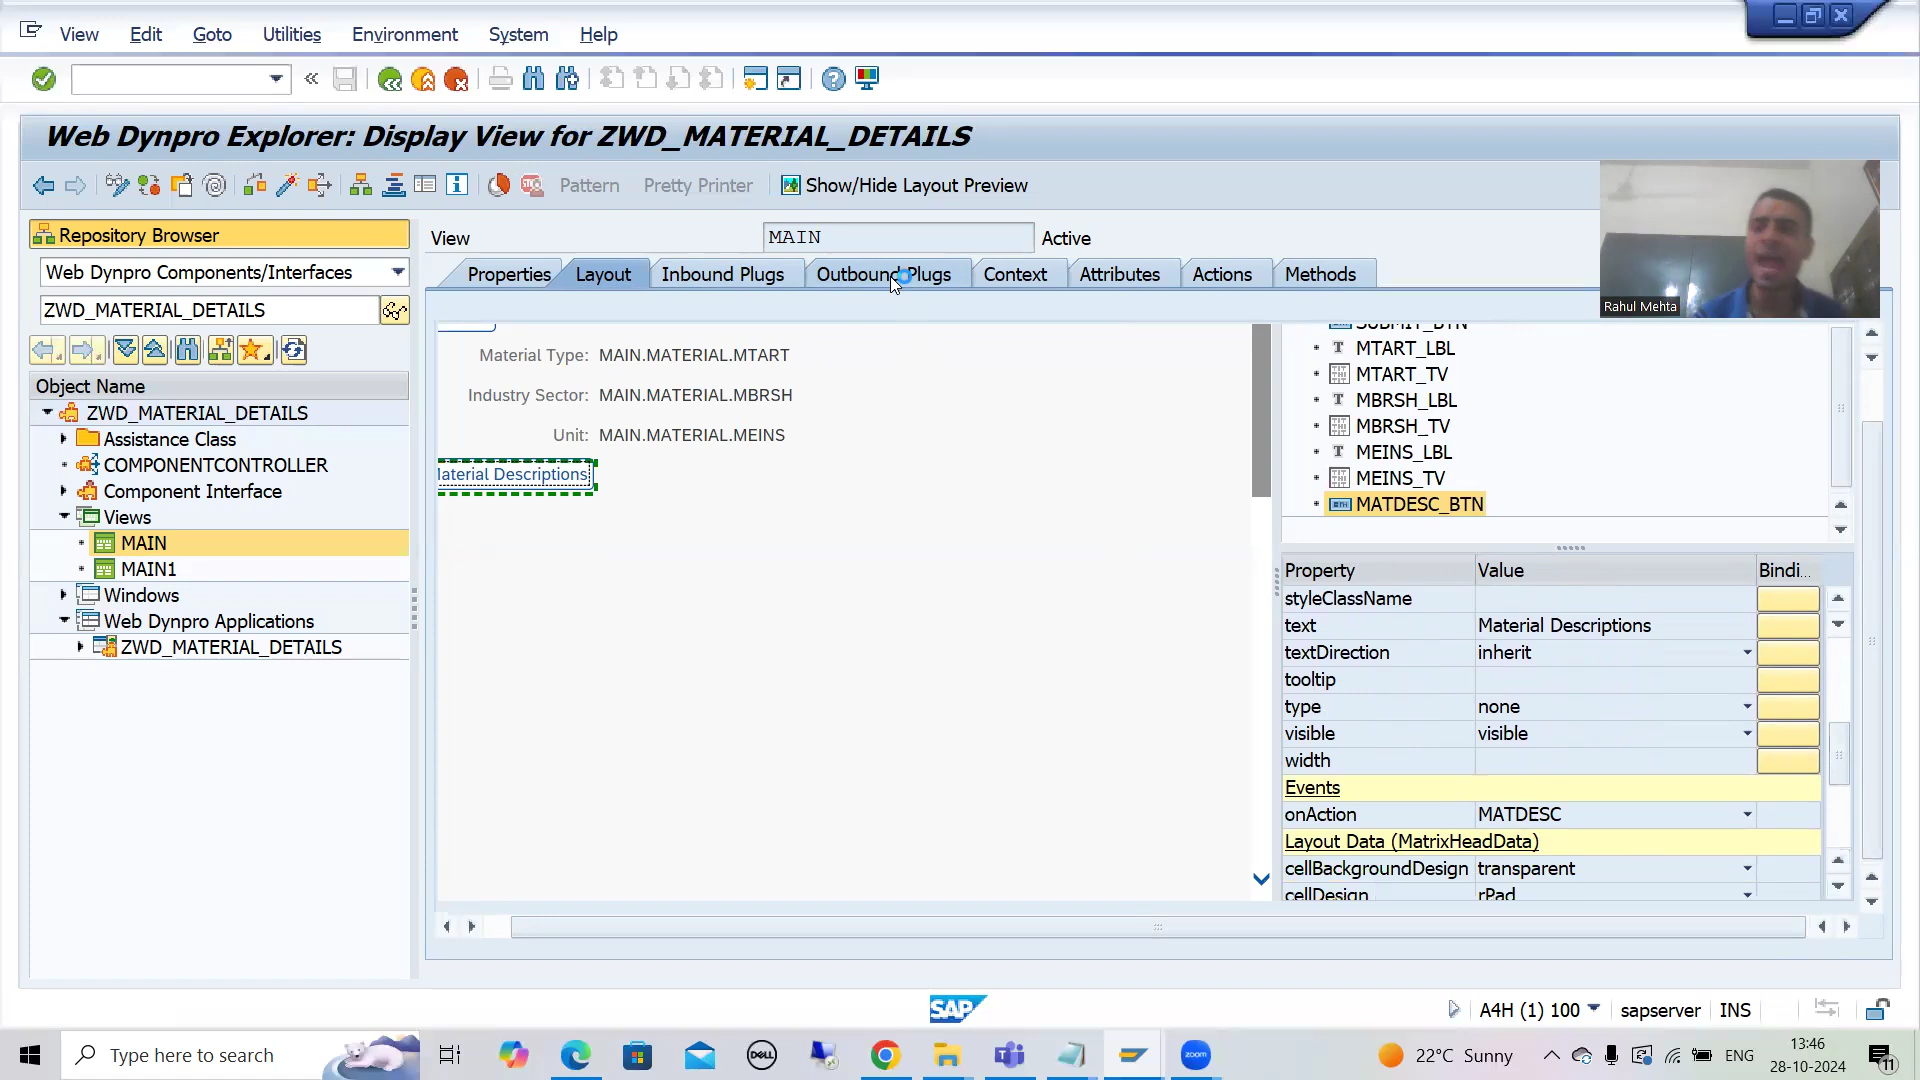 View Edit Goto Utilities Environment System Help
Web Dynpro Explorer: Display View for ZWD_MATERIAL_DETAILS
Pattern Pretty Printer Show/Hide Layout Preview
Repository Browser
Web Dynpro Components/Interfaces
ZWD_MATERIAL_DETAILS
Object Name
ZWD_MATERIAL_DETAILS
Assistance Class
COMPONENTCONTROLLER
Component Interface
Views
MAIN
MAIN1
Windows
Web Dynpro Applications
ZWD_MATERIAL_DETAILS
View MAIN Active
Properties Layout Inbound Plugs Outbound Plugs Context Attributes Actions Methods
Material Type: MAIN.MATERIAL.MTART
Industry Sector: MAIN.MATERIAL.MBRSH
Unit: MAIN.MATERIAL.MEINS
Material Descriptions
Rahul Mehta
SUBMIT_BTN
MTART_LBL
MTART_TV
MBRSH_LBL
MBRSH_TV
MEINS_LBL
MEINS_TV
MATDESC_BTN
Property Value Bindi...
styleClassName
text Material Descriptions
textDirection inherit
tooltip
type none
visible visible
width
Events
onAction MATDESC
Layout Data (MatrixHeadData)
cellBackgroundDesign transparent
cellDesign rPad
SAP
A4H (1) 100 sapserver INS
Type here to search
DELL
zoom
22°C Sunny
ENG
13:46
28-10-2024
11